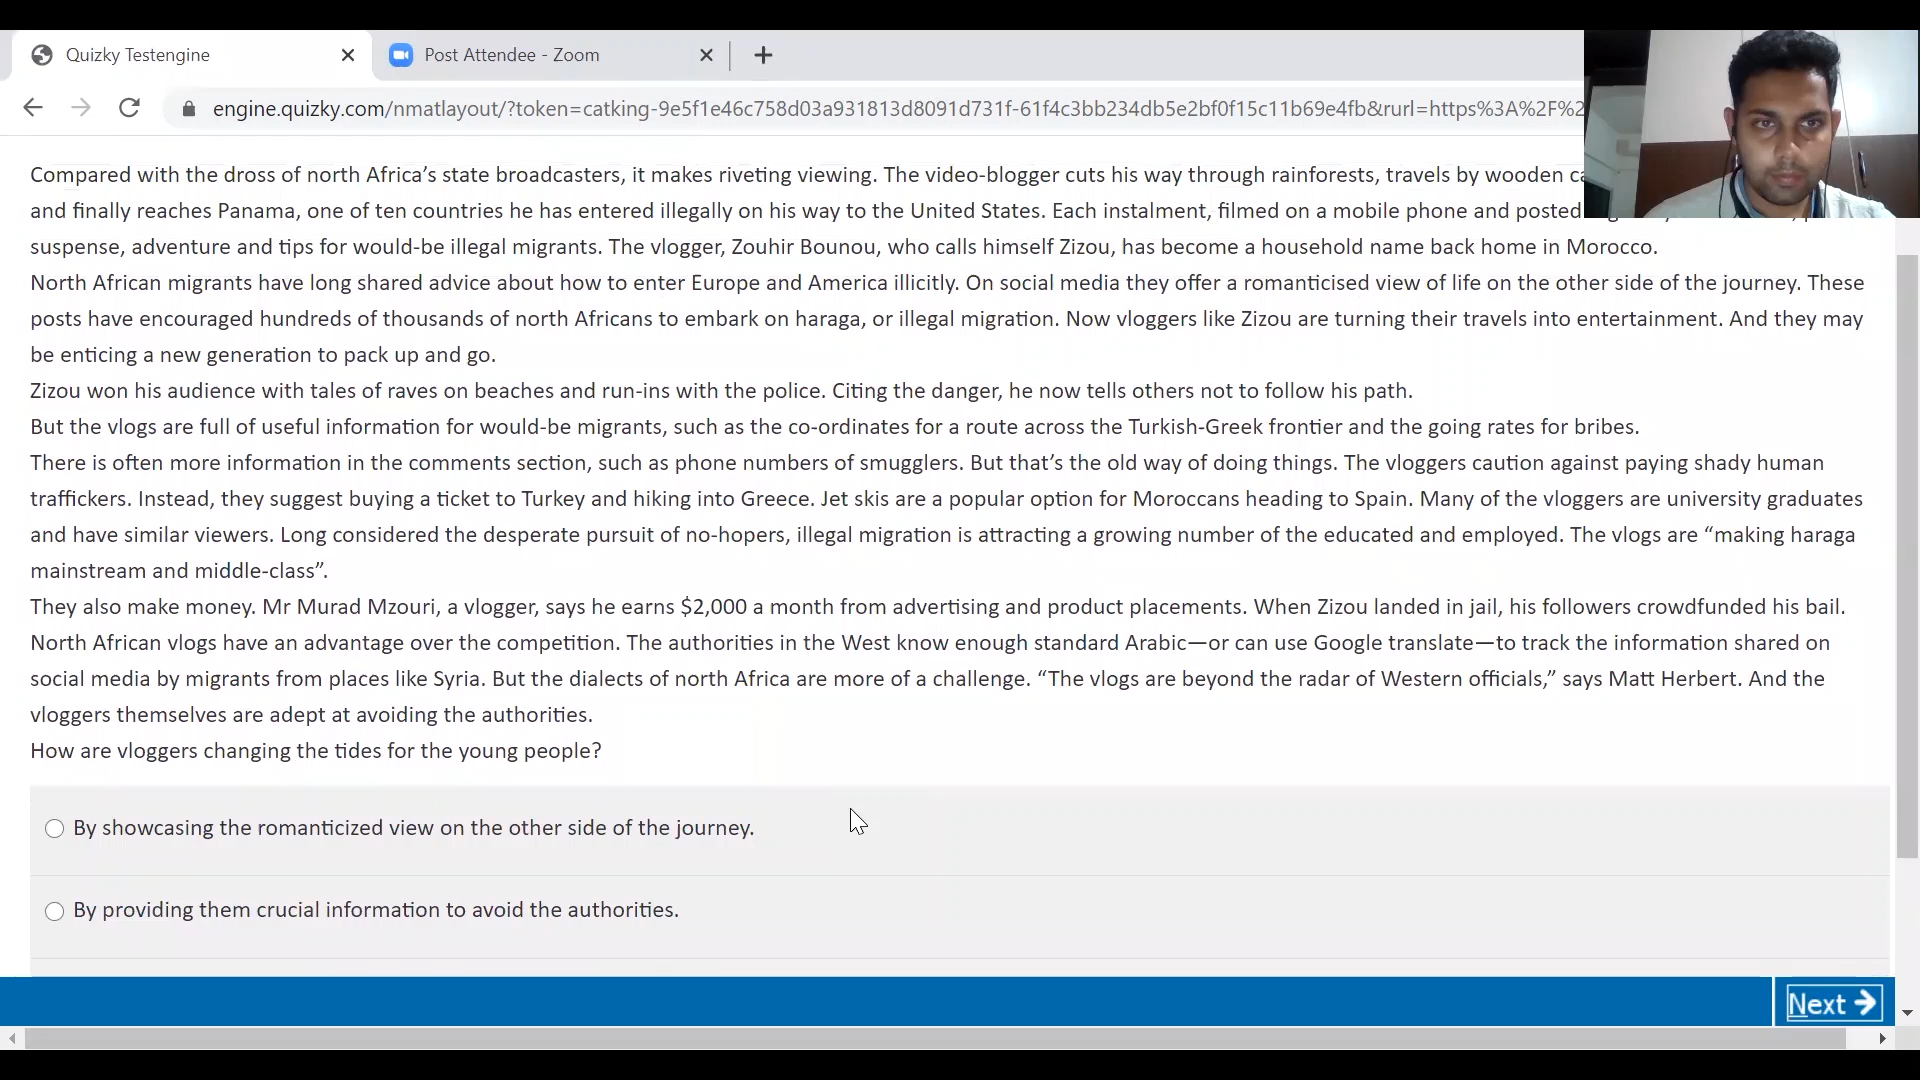 Quizky Testengine
Post Attendee - Zoom
engine.quizky.com/nmatlayout/?token=catking-9e5f1e46c758d03a931813d8091d731f-61f4c3bb234db5e2bf0f15c11b69e4fb&rurl=https%3A%2F%2
Compared with the dross of north Africa’s state broadcasters, it makes riveting viewing. The video-blogger cuts his way through rainforests, travels by wooden
and finally reaches Panama, one of ten countries he has entered illegally on his way to the United States. Each instalment, filmed on a mobile phone and posted
suspense, adventure and tips for would-be illegal migrants. The vlogger, Zouhir Bounou, who calls himself Zizou, has become a household name back home in Morocco.
North African migrants have long shared advice about how to enter Europe and America illicitly. On social media they offer a romanticised view of life on the other side of the journey. These
posts have encouraged hundreds of thousands of north Africans to embark on haraga, or illegal migration. Now vloggers like Zizou are turning their travels into entertainment. And they may
be enticing a new generation to pack up and go.
Zizou won his audience with tales of raves on beaches and run-ins with the police. Citing the danger, he now tells others not to follow his path.
But the vlogs are full of useful information for would-be migrants, such as the co-ordinates for a route across the Turkish-Greek frontier and the going rates for bribes.
There is often more information in the comments section, such as phone numbers of smugglers. But that’s the old way of doing things. The vloggers caution against paying shady human
traffickers. Instead, they suggest buying a ticket to Turkey and hiking into Greece. Jet skis are a popular option for Moroccans heading to Spain. Many of the vloggers are university graduates
and have similar viewers. Long considered the desperate pursuit of no-hopers, illegal migration is attracting a growing number of the educated and employed. The vlogs are “making haraga
mainstream and middle-class”.
They also make money. Mr Murad Mzouri, a vlogger, says he earns $2,000 a month from advertising and product placements. When Zizou landed in jail, his followers crowdfunded his bail.
North African vlogs have an advantage over the competition. The authorities in the West know enough standard Arabic—or can use Google translate—to track the information shared on
social media by migrants from places like Syria. But the dialects of north Africa are more of a challenge. “The vlogs are beyond the radar of Western officials,” says Matt Herbert. And the
vloggers themselves are adept at avoiding the authorities.
How are vloggers changing the tides for the young people?
By showcasing the romanticized view on the other side of the journey.
By providing them crucial information to avoid the authorities.
Next